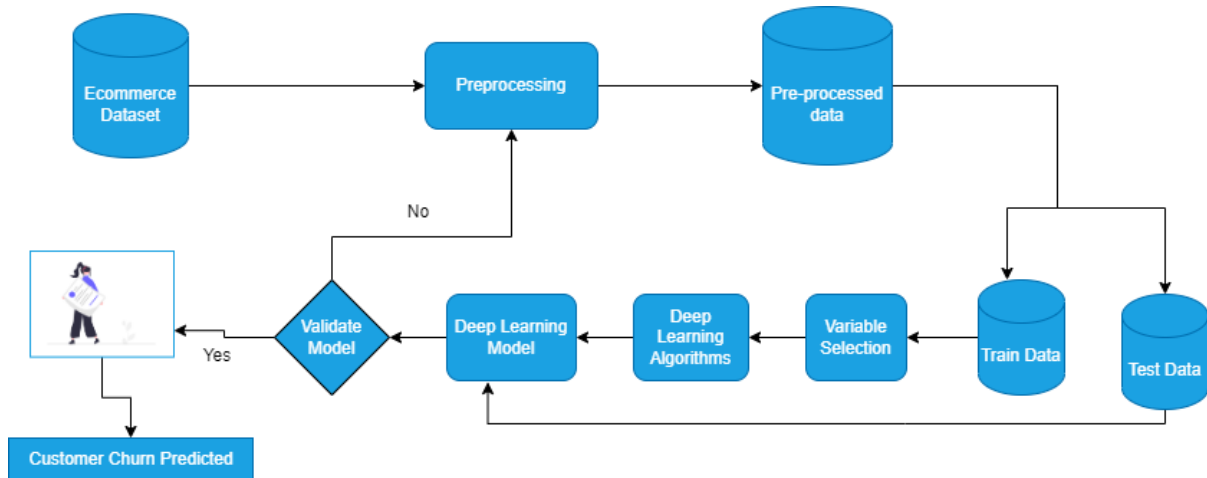 Ecommerce
Dataset
Preprocessing
Pre-processed
data
No
Yes
Validate
Model
Deep Learning
Model
Deep
Learning
Algorithms
Variable
Selection
Train Data
Test Data
Customer Churn Predicted